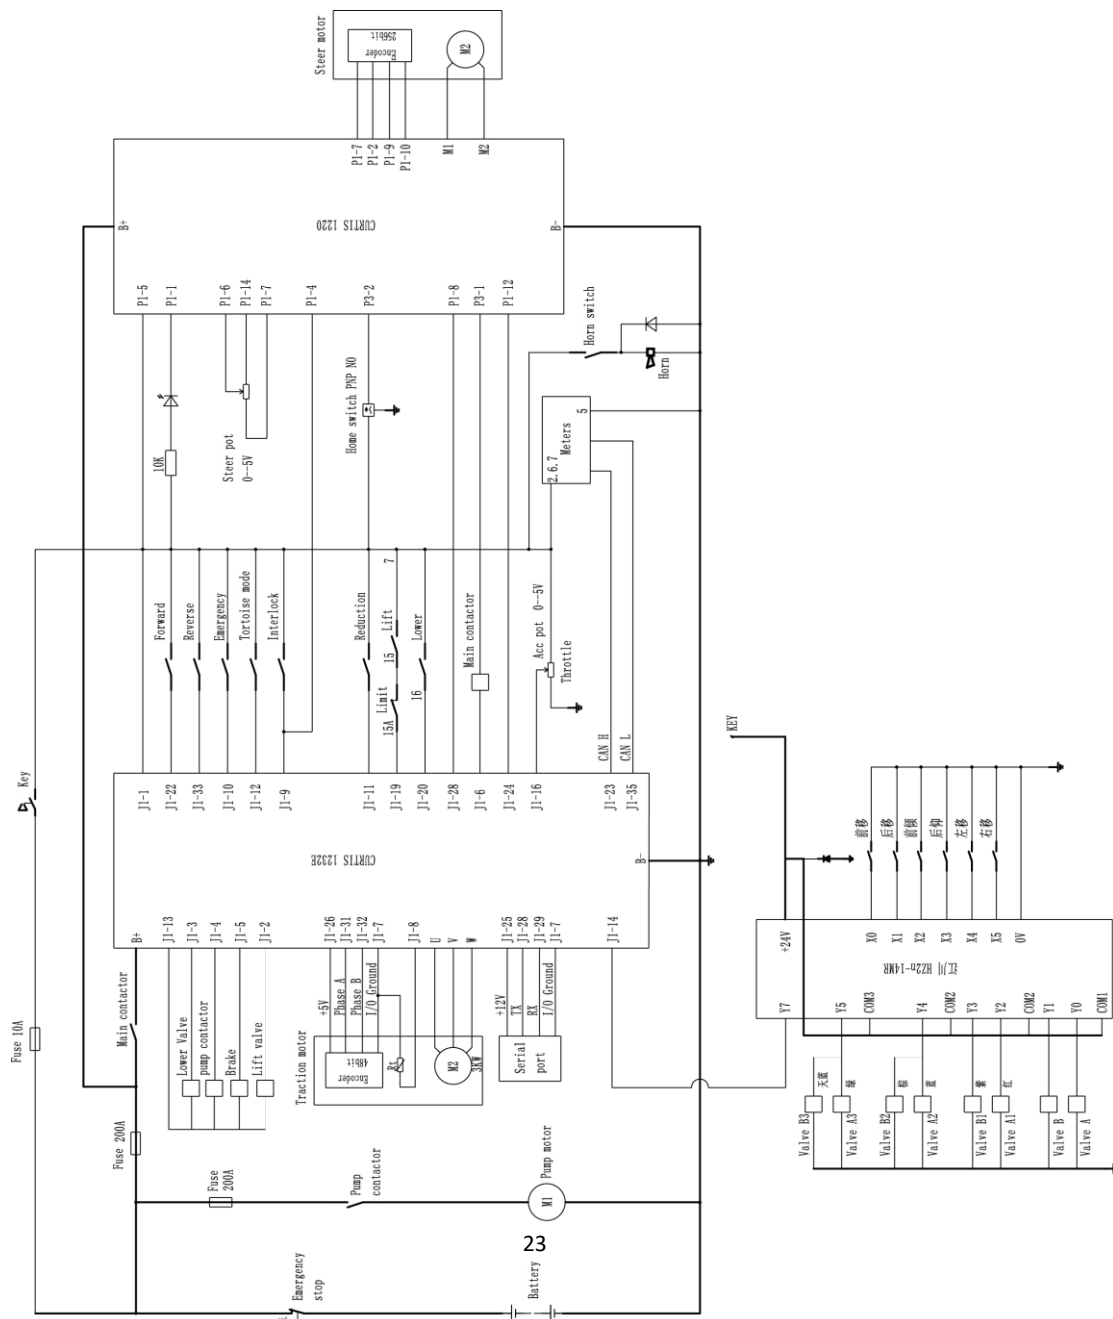 Steer motor
Encoder
256bit
M2
P1-7
P1-2
P1-9
P1-10
M1
M2
B+
CURTIS 1220
B-
P1-5
P1-1
P1-6
P1-14
P1-7
P1-4
P3-2
P1-8
P3-1
P1-12
10K
Steer pot
0--5V
Home switch PNP NO
Horn switch
Horn
Meters
2.6.7
5
Key
Forward
Reverse
Emergency
Tortoise mode
Interlock
Reduction
7
Lift
15
Limit
15A
Lower
16
Main contactor
Acc pot 0--5V
Throttle
CAN H
CAN L
J1-1
J1-22
J1-33
J1-10
J1-12
J1-9
J1-11
J1-19
J1-20
J1-28
J1-6
J1-24
J1-16
J1-23
J1-35
CURTIS 1232E
B-
B+
J1-13
J1-3
J1-4
J1-5
J1-2
J1-26
J1-31
J1-32
J1-7
J1-8
U
V
W
J1-25
J1-28
J1-29
J1-7
J1-14
Fuse 10A
Main contactor
Lower Valve
pump contactor
Brake
Lift valve
+5V
Phase A
Phase B
I/O Ground
Traction motor
Encoder
48bit
Rt
M2
3KW
+12V
TX
RX
I/O Ground
Serial
port
Fuse 200A
Fuse
200A
Pump
contactor
Pump motor
M1
Emergency
stop
Battery
KEY
前移
后移
前倾
后仰
左移
右移
+24V
X0
X1
X2
X3
X4
X5
0V
江川 HZ2n-14MR
Y7
Y5
COM3
Y4
COM2
Y3
Y2
COM2
Y1
Y0
COM1
天蓝
绿
棕
蓝
紫
红
Valve B3
Valve A3
Valve B2
Valve A2
Valve B1
Valve A1
Valve B
Valve A
23